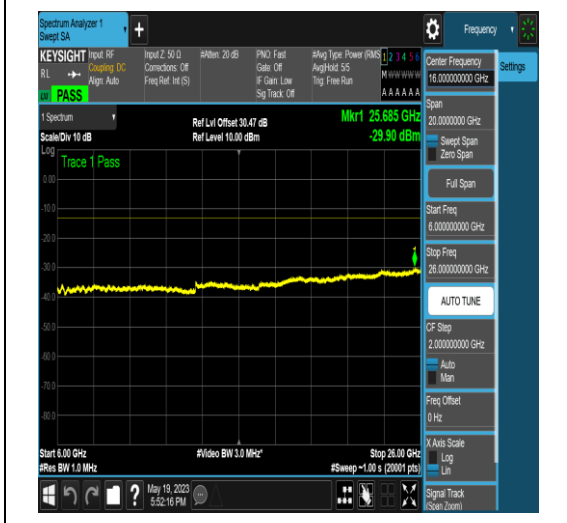 Spectrum Analyzer 1
Swept SA
+
Frequency
KEYSIGHT
RL
PASS
Input: RF
Coupling: DC
Align: Auto
Input Z: 50 Ω
Corrections: Off
Freq Ref: Int (S)
#Atten: 20 dB
PNO: Fast
Gate: Off
IF Gain: Low
Sig Track: Off
#Avg Type: Power (RMS
Avg|Hold: 5/5
Trig: Free Run
1 2 3 4 5 6
M W W W W W
A A A A A A
1 Spectrum
Scale/Div 10 dB
Log
Ref Lvl Offset 30.47 dB
Ref Level 10.00 dBm
Mkr1 25.685 GHz
-29.90 dBm
Trace 1 Pass
1
0.00
-10.0
-20.0
-30.0
-40.0
-50.0
-60.0
-70.0
-80.0
Start 6.00 GHz
#Res BW 1.0 MHz
#Video BW 3.0 MHz*
Stop 26.00 GHz
#Sweep ~1.00 s (20001 pts)
?
May 19, 2023
5:52:16 PM
Center Frequency
16.000000000 GHz
Settings
Span
20.0000000 GHz
Swept Span
Zero Span
Full Span
Start Freq
6.000000000 GHz
Stop Freq
26.000000000 GHz
AUTO TUNE
CF Step
2.000000000 GHz
Auto
Man
Freq Offset
0 Hz
X Axis Scale
Log
Lin
Signal Track
(Span Zoom)